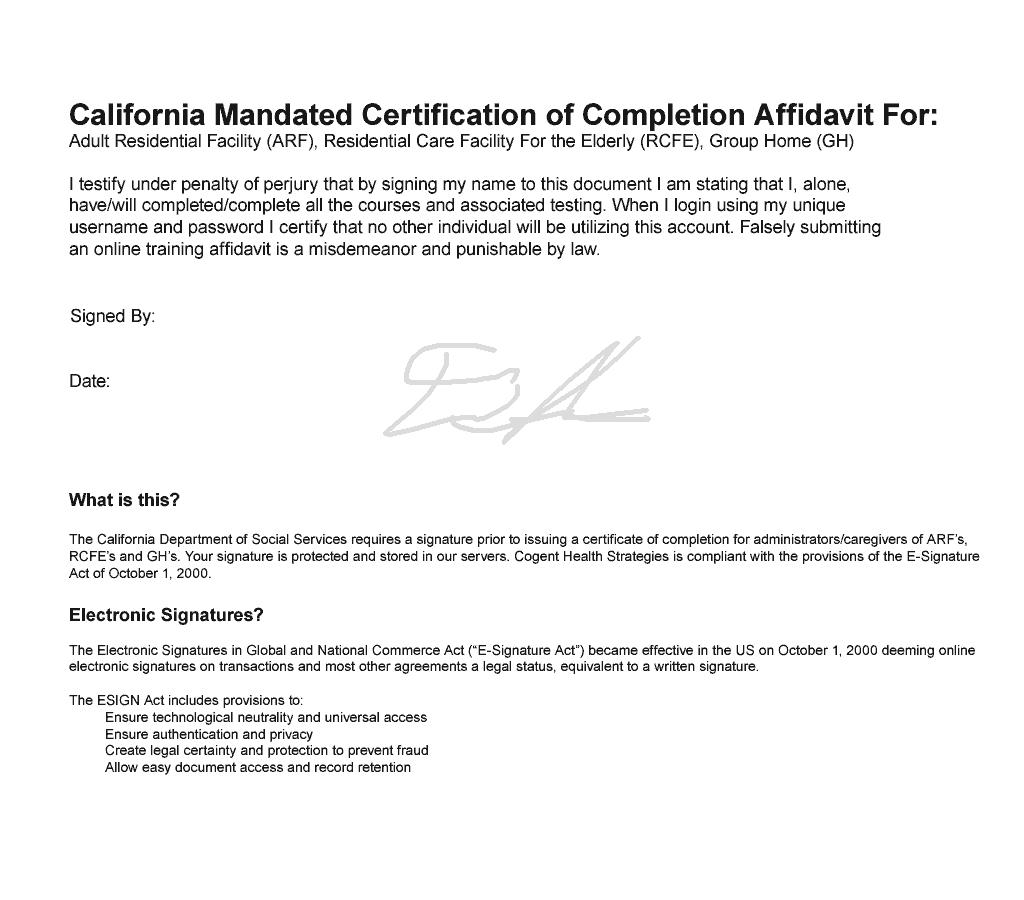 California Mandated Certification of Completion Affidavit For:
Adult Residential Facility (ARF), Residential Care Facility For the Elderly (RCFE), Group Home (GH)
I testify under penalty of perjury that by signing my name to this document I am stating that I, alone,
have/will completed/complete all the courses and associated testing. When I login using my unique
username and password I certify that no other individual will be utilizing this account. Falsely submitting
an online training affidavit is a misdemeanor and punishable by law.
Signed By:
Date:
What is this?
The California Department of Social Services requires a signature prior to issuing a certificate of completion for administrators/caregivers of ARF's,
RCFE's and GH's. Your signature is protected and stored in our servers. Cogent Health Strategies is compliant with the provisions of the E-Signature
Act of October 1, 2000.
Electronic Signatures?
The Electronic Signatures in Global and National Commerce Act (“E-Signature Act”) became effective in the US on October 1, 2000 deeming online
electronic signatures on transactions and most other agreements a legal status, equivalent to a written signature.
The ESIGN Act includes provisions to:
Ensure technological neutrality and universal access
Ensure authentication and privacy
Create legal certainty and protection to prevent fraud
Allow easy document access and record retention